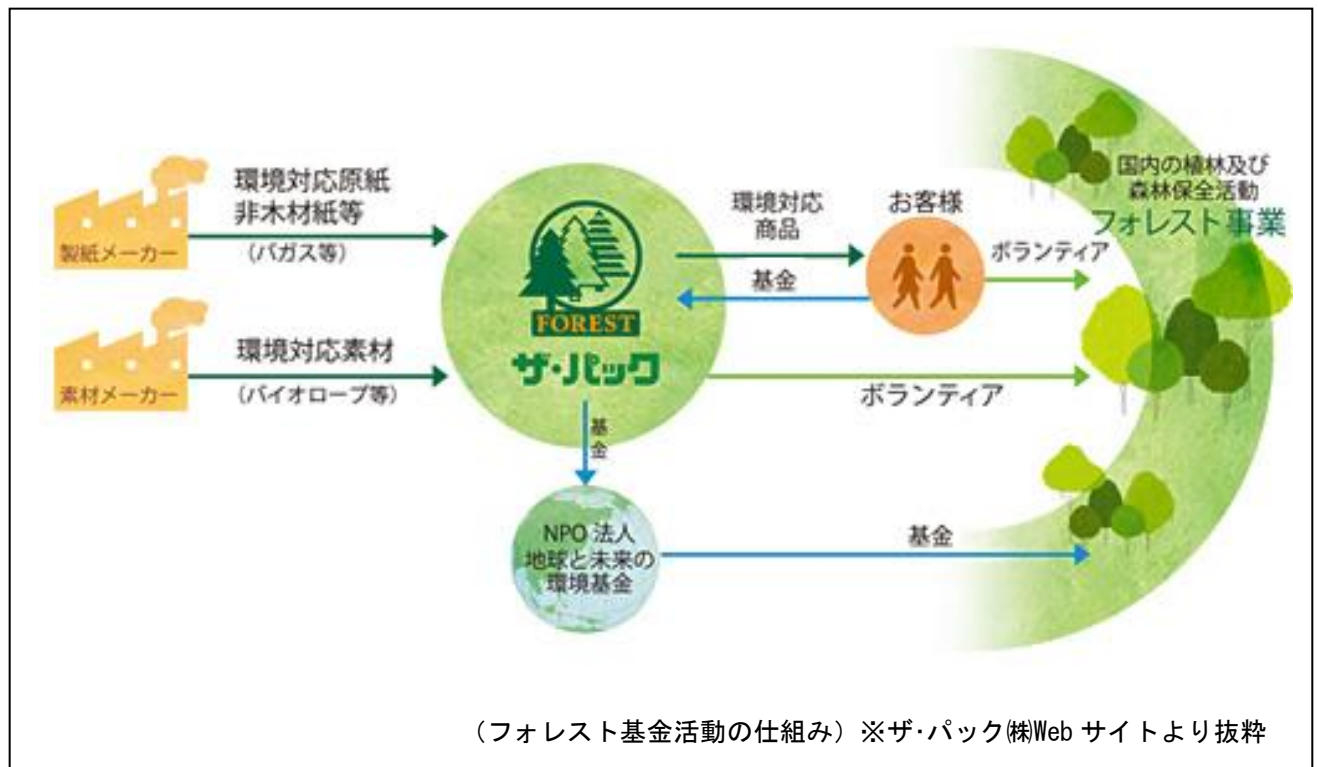 環境対応原紙
非木材紙等
(バガス等)
製紙メーカー
環境対応素材
(バイオロープ等)
素材メーカー
FOREST
ザ・パック
環境対応
商品
基金
お客様
ボランティア
国内の植林及び
森林保全活動
フォレスト事業
ボランティア
基金
NPO 法人
地球と未来の
環境基金
基金
(フォレスト基金活動の仕組み)※ザ・パック㈱Web サイトより抜粋